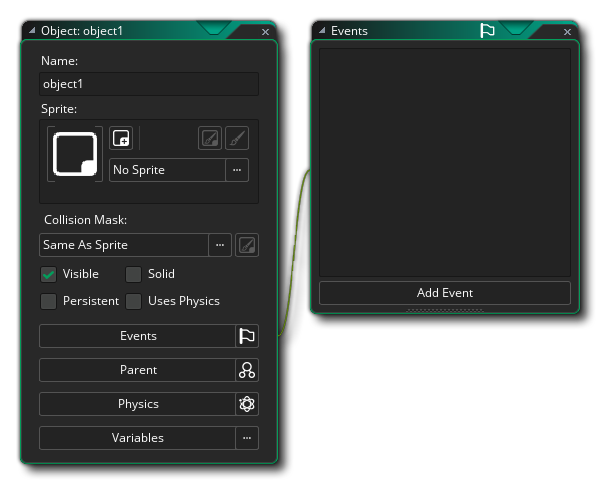 Object: object1
Name:
object1
Sprite:
No Sprite
Collision Mask:
Same As Sprite
Visible
Solid
Persistent
Uses Physics
Events
Parent
Physics
Variables
Events
Add Event